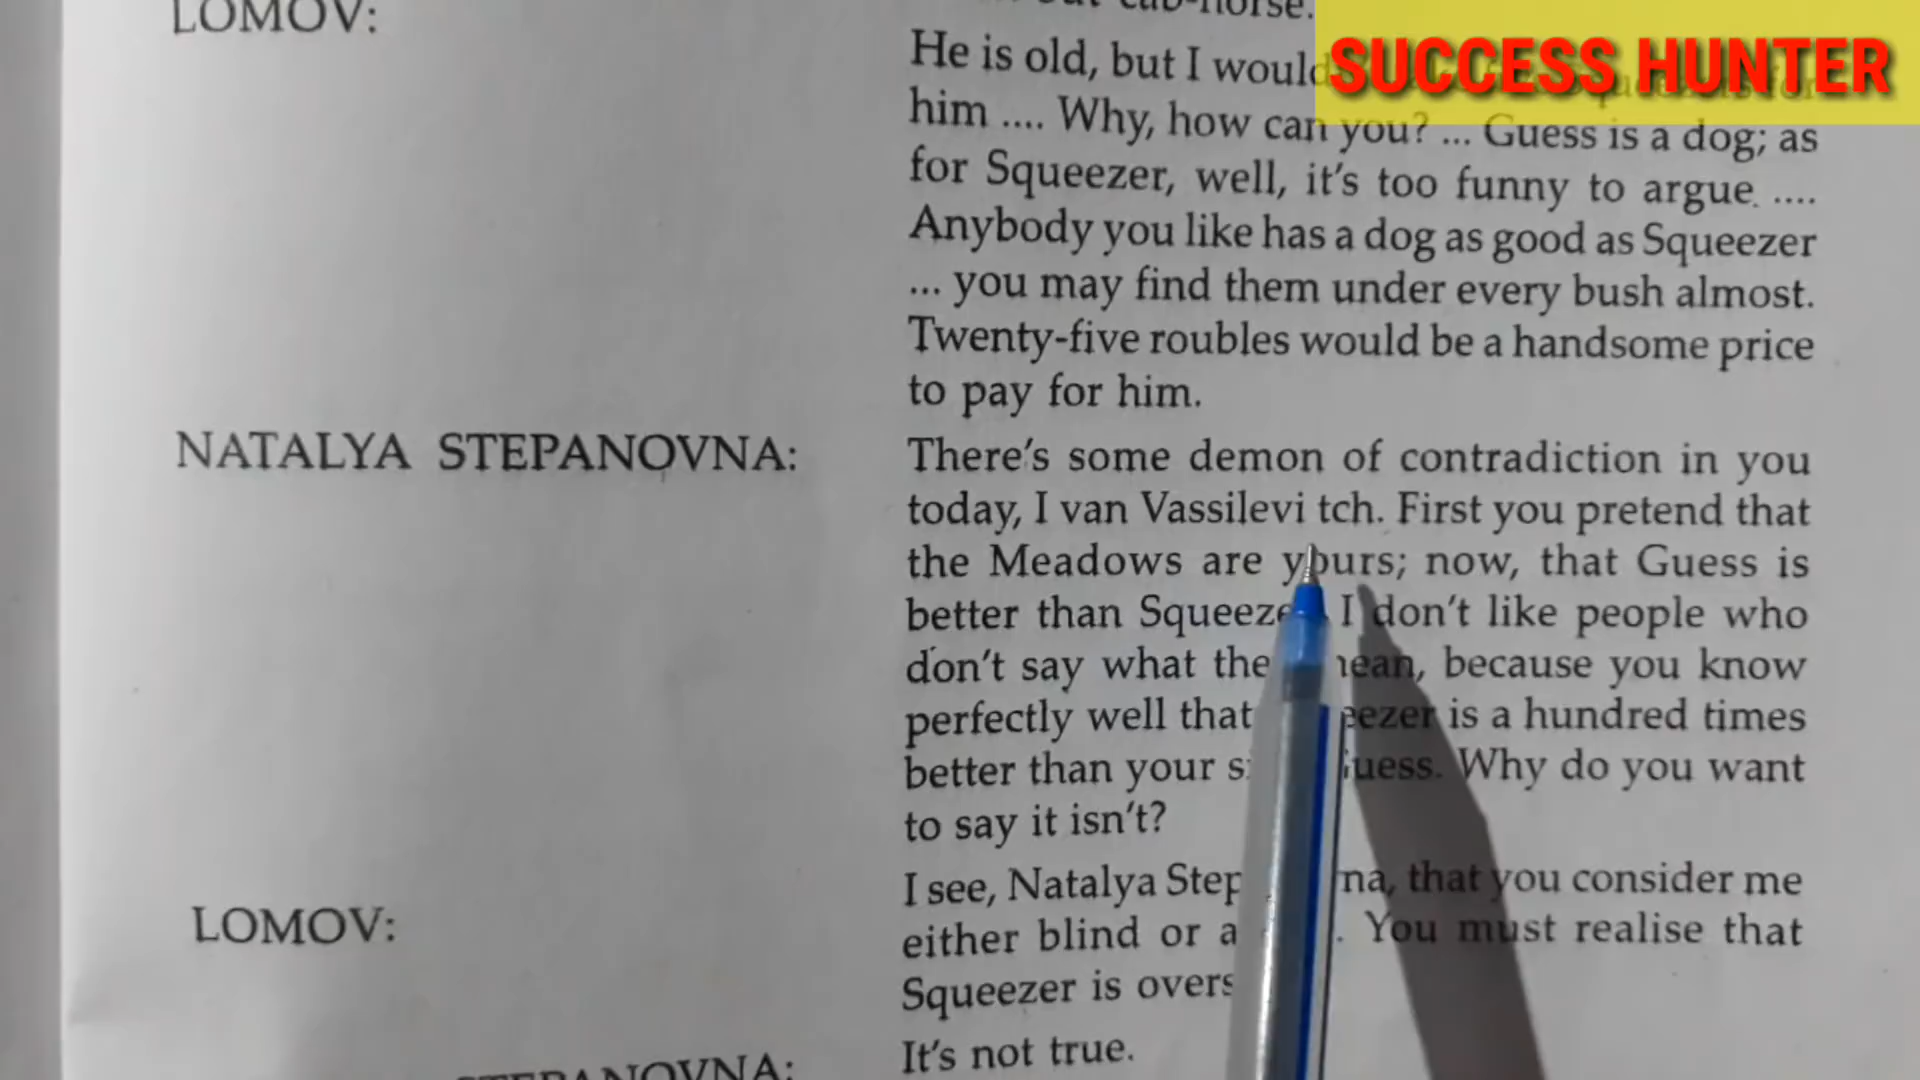 LOMOV:
but cab-horse.
SUCCESS HUNTER
He is old, but I would
him .... Why, how can you? ... Guess is a dog; as
for Squeezer, well, it's too funny to argue ....
Anybody you like has a dog as good as Squeezer
... you may find them under every bush almost.
Twenty-five roubles would be a handsome price
to pay for him.
NATALYA STEPANOVNA: There's some demon of contradiction in you
today, I van Vassilevi tch. First you pretend that
the Meadows are yours; now, that Guess is
better than Squeeze I don't like people who
don't say what the mean, because you know
perfectly well that eezer is a hundred times
better than your s uess. Why do you want
to say it isn't?
LOMOV: I see, Natalya Step na, that you consider me
either blind or a . You must realise that
Squeezer is overs
STEPANOVNA: It's not true.